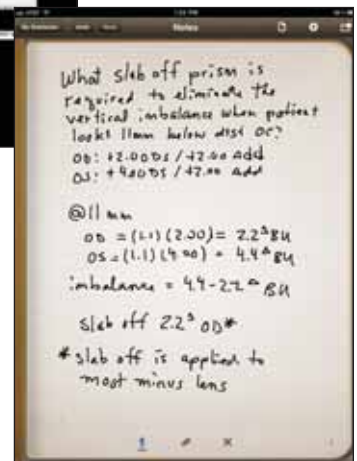 Notes
What slab off prism is
required to eliminate the
vertical imbalance when patient
looks 11mm below dist OC?
OD: +2.00DS / +2.00 Add
OS: +4.00DS / +2.00 Add
@11mm
OD = (1.1)(2.00) = 2.2△BU
OS = (1.1)(4.00) = 4.4△BU
imbalance = 4.4-2.2△BU
Slab off 2.2△ OD*
*slab off is applied to
most minus lens